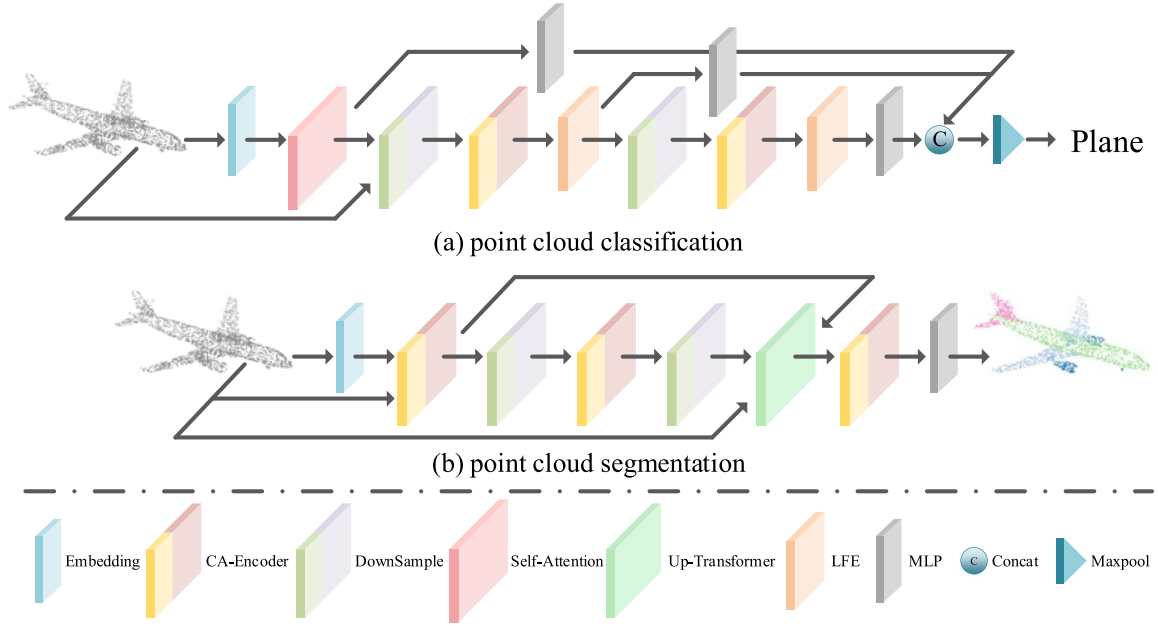 C
Plane
(a) point cloud classification
(b) point cloud segmentation
Embedding
CA-Encoder
DownSample
Self-Attention
Up-Transformer
LFE
MLP
C
Concat
Maxpool